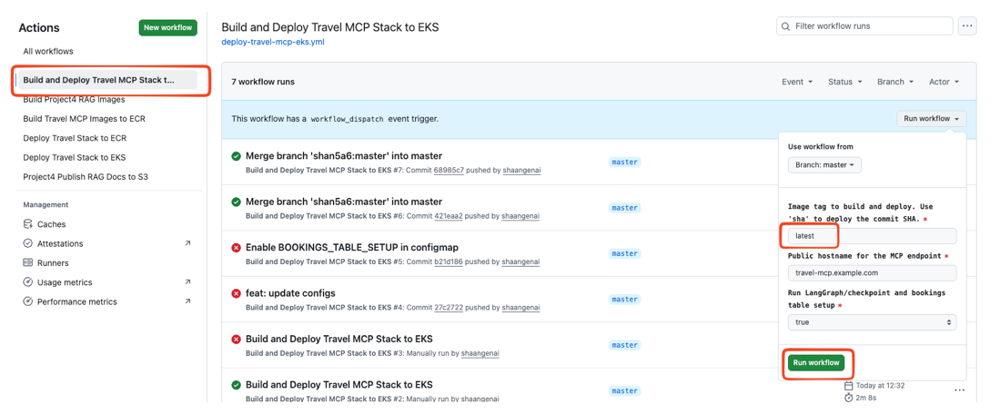 Actions
New workflow
All workflows
Build and Deploy Travel MCP Stack t...
Build Project4 RAG Images
Build Travel MCP Images to ECR
Deploy Travel Stack to ECR
Deploy Travel Stack to EKS
Project4 Publish RAG Docs to S3
Management
Caches
Attestations
Runners
Usage metrics
Performance metrics
Build and Deploy Travel MCP Stack to EKS
deploy-travel-mcp-eks.yml
Filter workflow runs
7 workflow runs
Event
Status
Branch
Actor
This workflow has a workflow_dispatch event trigger.
Run workflow
Merge branch 'shan5a6:master' into master
Build and Deploy Travel MCP Stack to EKS #7: Commit 68985c7 pushed by shaangenai
master
Merge branch 'shan5a6:master' into master
Build and Deploy Travel MCP Stack to EKS #6: Commit 421eaa2 pushed by shaangenai
master
Enable BOOKINGS_TABLE_SETUP in configmap
Build and Deploy Travel MCP Stack to EKS #5: Commit b21d186 pushed by shaangenai
master
feat: update configs
Build and Deploy Travel MCP Stack to EKS #4: Commit 27c2722 pushed by shaangenai
master
Build and Deploy Travel MCP Stack to EKS
Build and Deploy Travel MCP Stack to EKS #3: Manually run by shaangenai
master
Build and Deploy Travel MCP Stack to EKS
Build and Deploy Travel MCP Stack to EKS #2: Manually run by shaangenai
master
Today at 12:32
2m 8s
Use workflow from
Branch: master
Image tag to build and deploy. Use
'sha' to deploy the commit SHA. *
latest
Public hostname for the MCP endpoint *
travel-mcp.example.com
Run LangGraph/checkpoint and bookings
table setup *
true
Run workflow